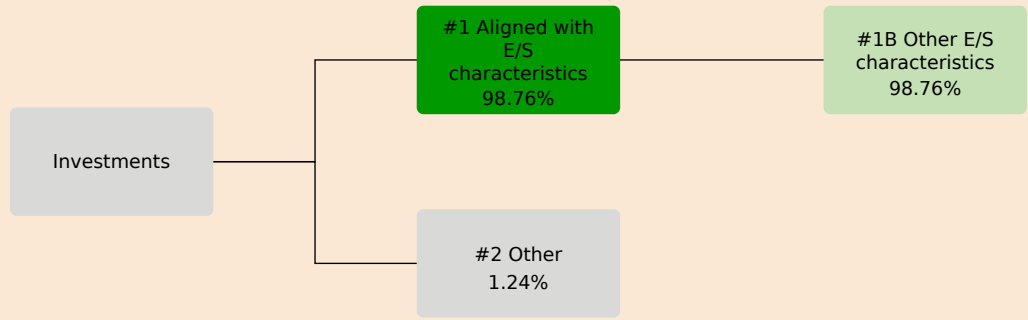 Investments
#1 Aligned with
E/S
characteristics
98.76%
#1B Other E/S
characteristics
98.76%
#2 Other
1.24%